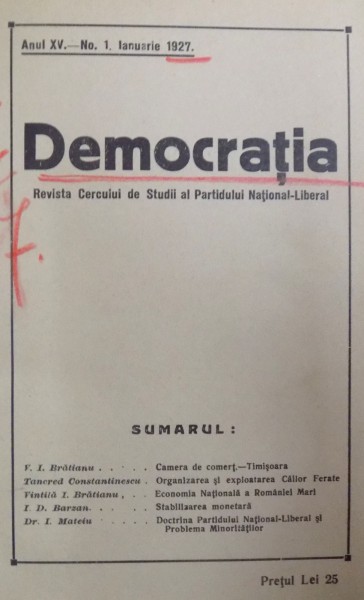 Anul XV.—No. 1. Ianuarie 1927.
Democrația
Revista Cercului de Studii al Partidului Național-Liberal
SUMARUL:
V. I. Brătianu . . . . . Camera de comerț.—Timișoara
Tancred Constantinescu . Organizarea și exploatarea Căilor Ferate
Vintilă I. Brătianu , . . Economia Națională a României Mari
I. D. Barzan. . . . . Stabilizarea monetară
Dr. I. Mateiu . . . . . Doctrina Partidului Național-Liberal și
Problema Minorităților
Prețul Lei 25